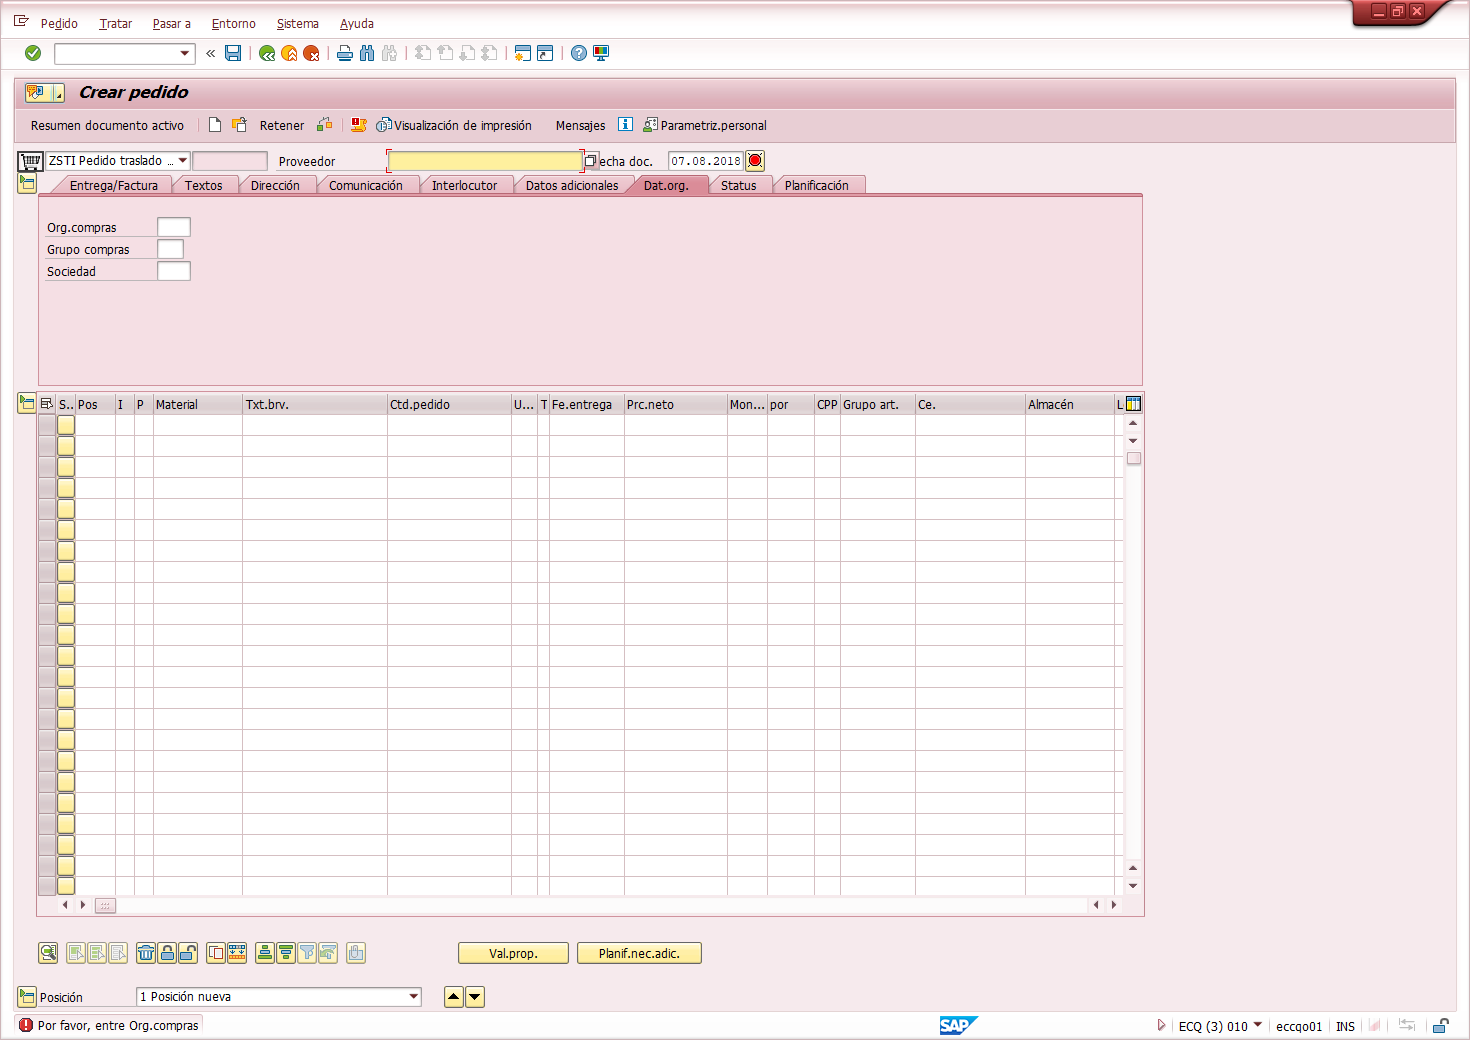 Pedido Tratar Pasar a Entorno Sistema Ayuda
Crear pedido
Resumen documento activo Retener Visualización de impresión Mensajes Parametriz.personal
ZSTI Pedido traslado ... Proveedor echa doc. 07.08.2018
Entrega/Factura Textos Dirección Comunicación Interlocutor Datos adicionales Dat.org. Status Planificación
Org.compras
Grupo compras
Sociedad
S.. Pos I P Material Txt.brv. Ctd.pedido U... T Fe.entrega Prc.neto Mon... por CPP Grupo art. Ce. Almacén L
Val.prop. Planif.nec.adic.
Posición 1 Posición nueva
Por favor, entre Org.compras SAP ECQ (3) 010 eccqo01 INS